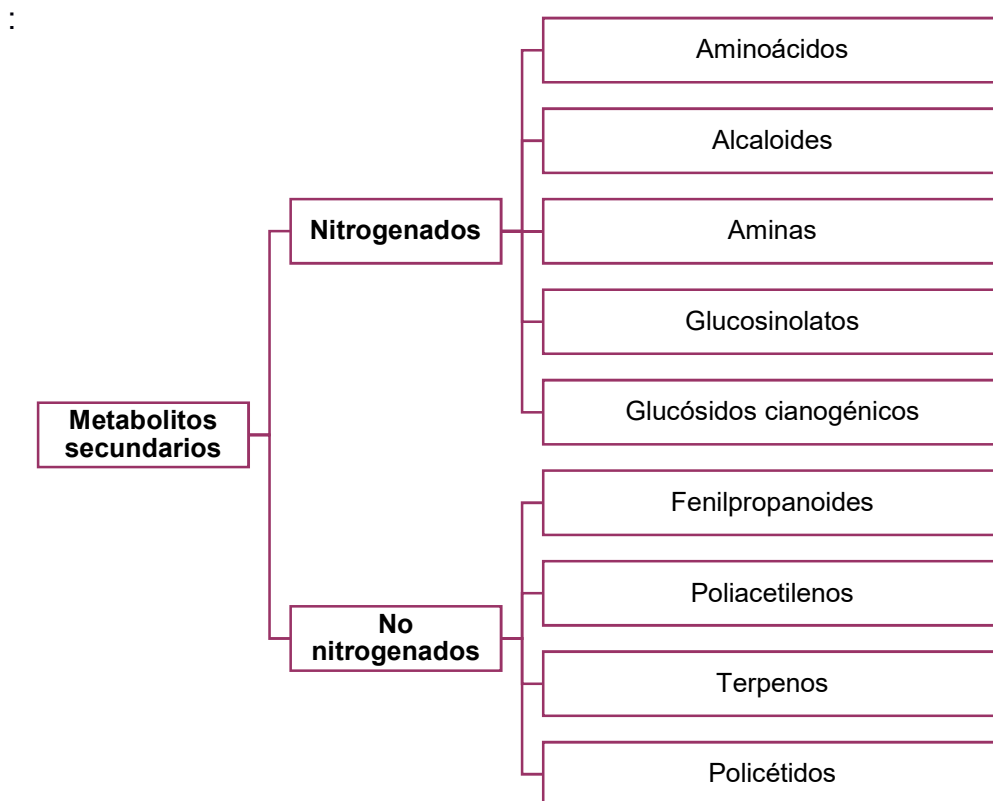 :
Metabolitos
secundarios
Nitrogenados
Aminoácidos
Alcaloides
Aminas
Glucosinolatos
Glucósidos cianogénicos
No
nitrogenados
Fenilpropanoides
Poliacetilenos
Terpenos
Policétidos